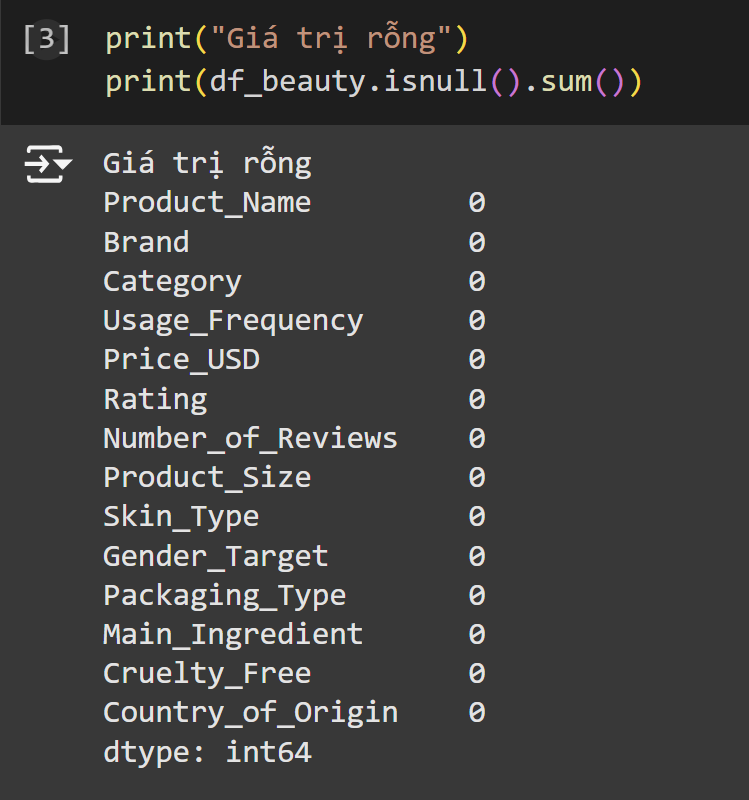 [3] print("Giá trị rỗng")
print(df_beauty.isnull().sum())
Giá trị rỗng
Product_Name 0
Brand 0
Category 0
Usage_Frequency 0
Price_USD 0
Rating 0
Number_of_Reviews 0
Product_Size 0
Skin_Type 0
Gender_Target 0
Packaging_Type 0
Main_Ingredient 0
Cruelty_Free 0
Country_of_Origin 0
dtype: int64